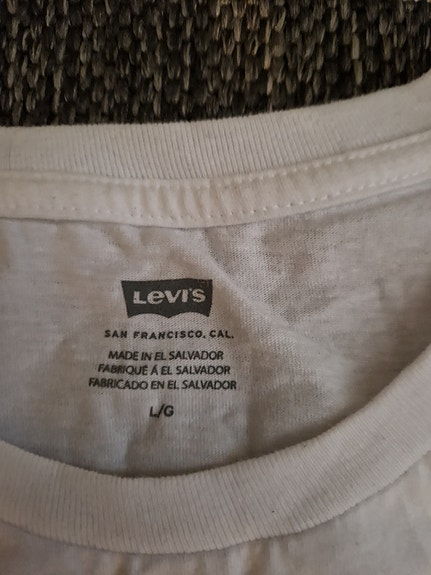 Levi's
SAN FRANCISCO, CAL.
MADE IN EL SALVADOR
FABRIQUÉ Á EL SALVADOR
FABRICADO EN EL SALVADOR
L/G